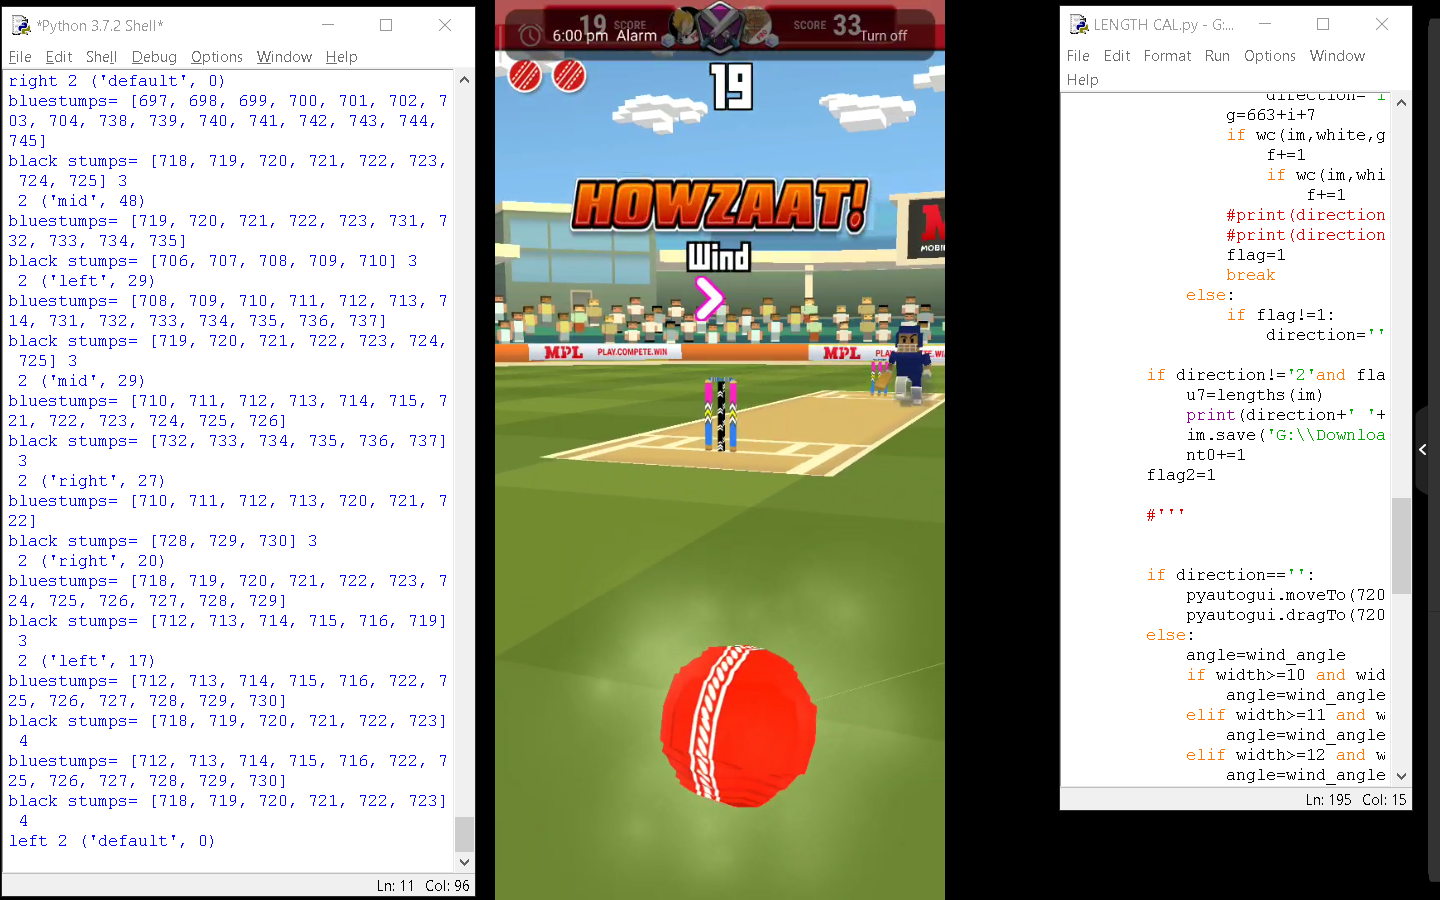 *Python 3.7.2 Shell*
File Edit Shell Debug Options Window Help
right 2 ('default', 0)
bluestumps= [697, 698, 699, 700, 701, 702, 7
03, 704, 738, 739, 740, 741, 742, 743, 744,
745]
black stumps= [718, 719, 720, 721, 722, 723,
724, 725] 3
2 ('mid', 48)
bluestumps= [719, 720, 721, 722, 723, 731, 7
32, 733, 734, 735]
black stumps= [706, 707, 708, 709, 710] 3
2 ('left', 29)
bluestumps= [708, 709, 710, 711, 712, 713, 7
14, 731, 732, 733, 734, 735, 736, 737]
black stumps= [719, 720, 721, 722, 723, 724,
725] 3
2 ('mid', 29)
bluestumps= [710, 711, 712, 713, 714, 715, 7
21, 722, 723, 724, 725, 726]
black stumps= [732, 733, 734, 735, 736, 737]
3
2 ('right', 27)
bluestumps= [710, 711, 712, 713, 720, 721, 7
22]
black stumps= [728, 729, 730] 3
2 ('right', 20)
bluestumps= [718, 719, 720, 721, 722, 723, 7
24, 725, 726, 727, 728, 729]
black stumps= [712, 713, 714, 715, 716, 719]
3
2 ('left', 17)
bluestumps= [712, 713, 714, 715, 716, 722, 7
25, 726, 727, 728, 729, 730]
black stumps= [718, 719, 720, 721, 722, 723]
4
bluestumps= [712, 713, 714, 715, 716, 722, 7
25, 726, 727, 728, 729, 730]
black stumps= [718, 719, 720, 721, 722, 723]
4
left 2 ('default', 0)
Ln: 11 Col: 96
19 SCORE SCORE 33
6:00 pm Alarm Turn off
19
HOWZAAT!
Wind
M
MOBIL
MPL PLAY.COMPETE.WIN
MPL
LENGTH CAL.py - G:...
File Edit Format Run Options Window
Help
direction='i
g=663+i+7
if wc(im,white,g
f+=1
if wc(im,whi
f+=1
#print(direction
#print(direction
flag=1
break
else:
if flag!=1:
direction=''
if direction!='2'and fla
u7=lengths(im)
print(direction+' '+
im.save('G:\\Downloa
nt0+=1
flag2=1
#'''
if direction=='':
pyautogui.moveTo(720
pyautogui.dragTo(720
else:
angle=wind_angle
if width>=10 and wid
angle=wind_angle
elif width>=11 and w
angle=wind_angle
elif width>=12 and w
angle=wind_angle
Ln: 195 Col: 15